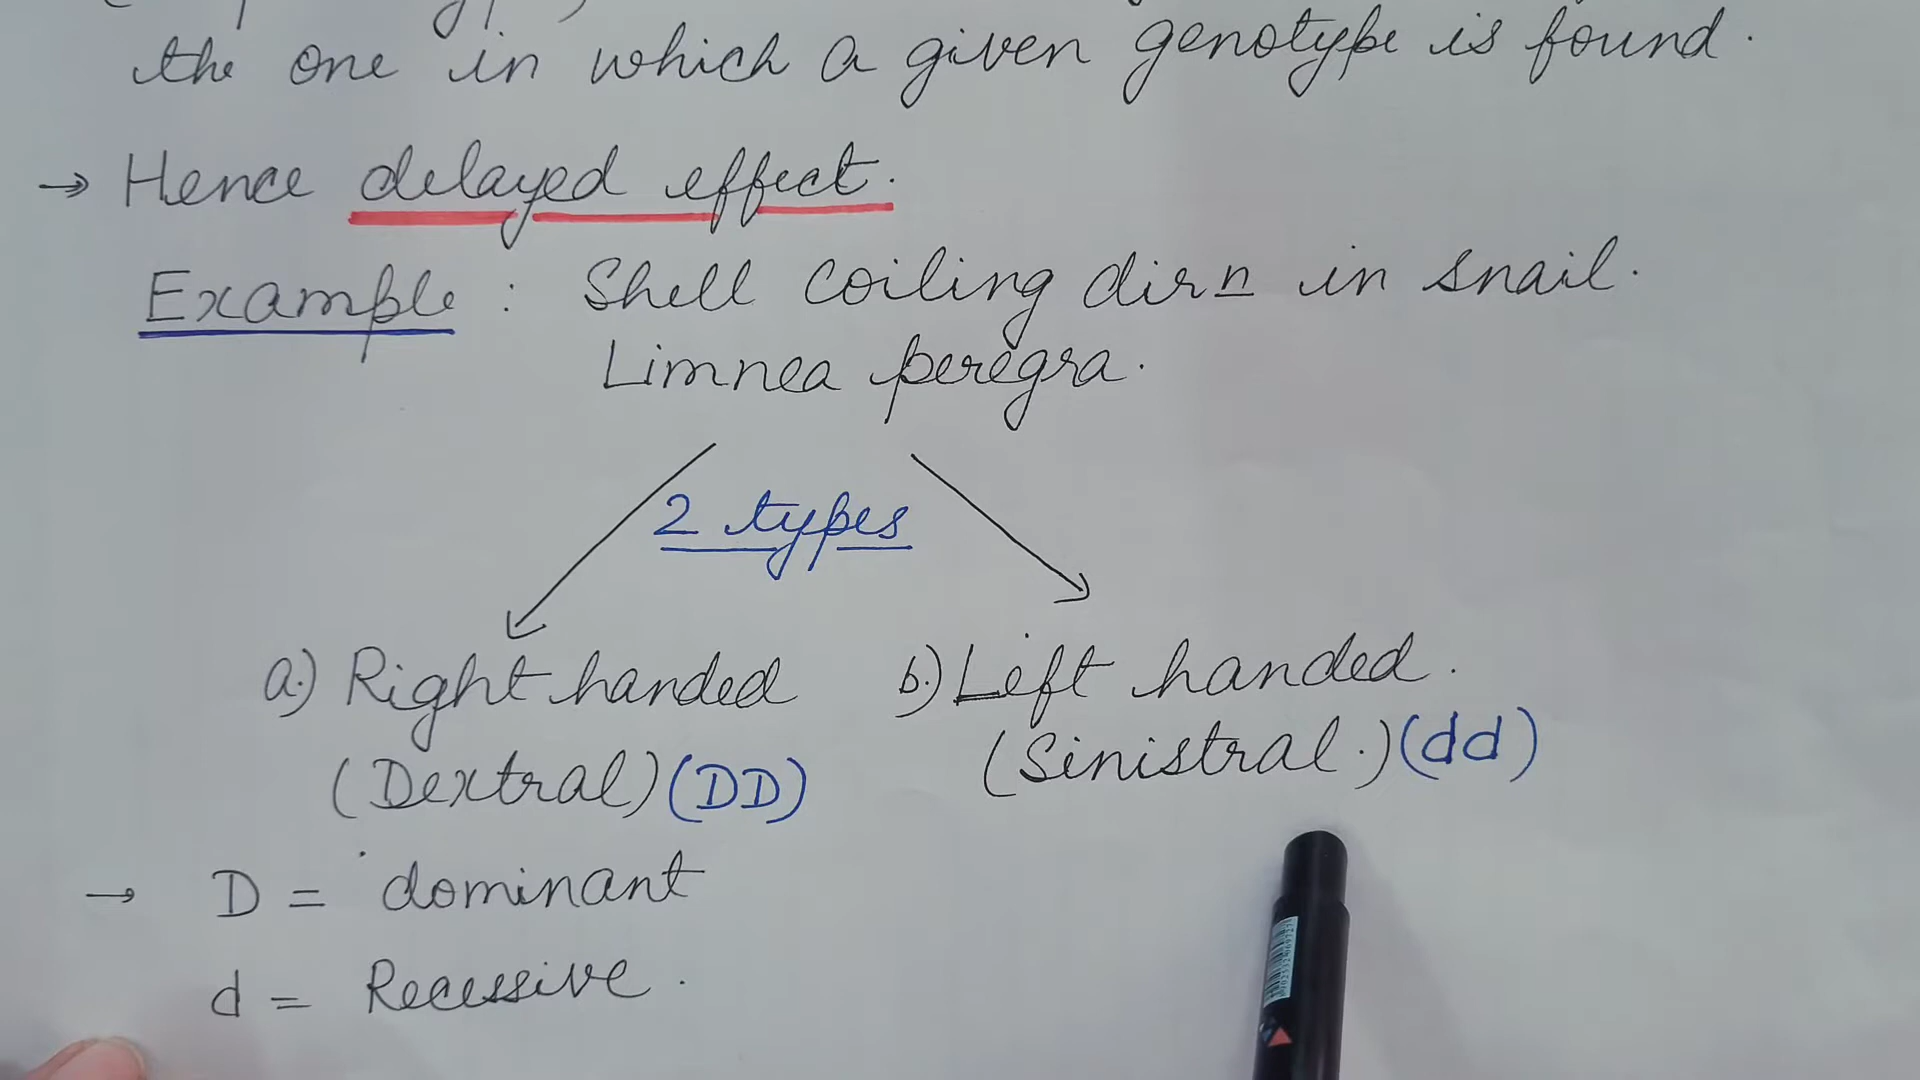 the one in which a given genotype is found.
→ Hence delayed effect.
Example : Shell coiling dirn in snail.
Limnea peregra.
2 types
a.) Right handed
(Dextral) (DD)
b.) Left handed.
(Sinistral.) (dd)
→ D = dominant
d = Recessive.